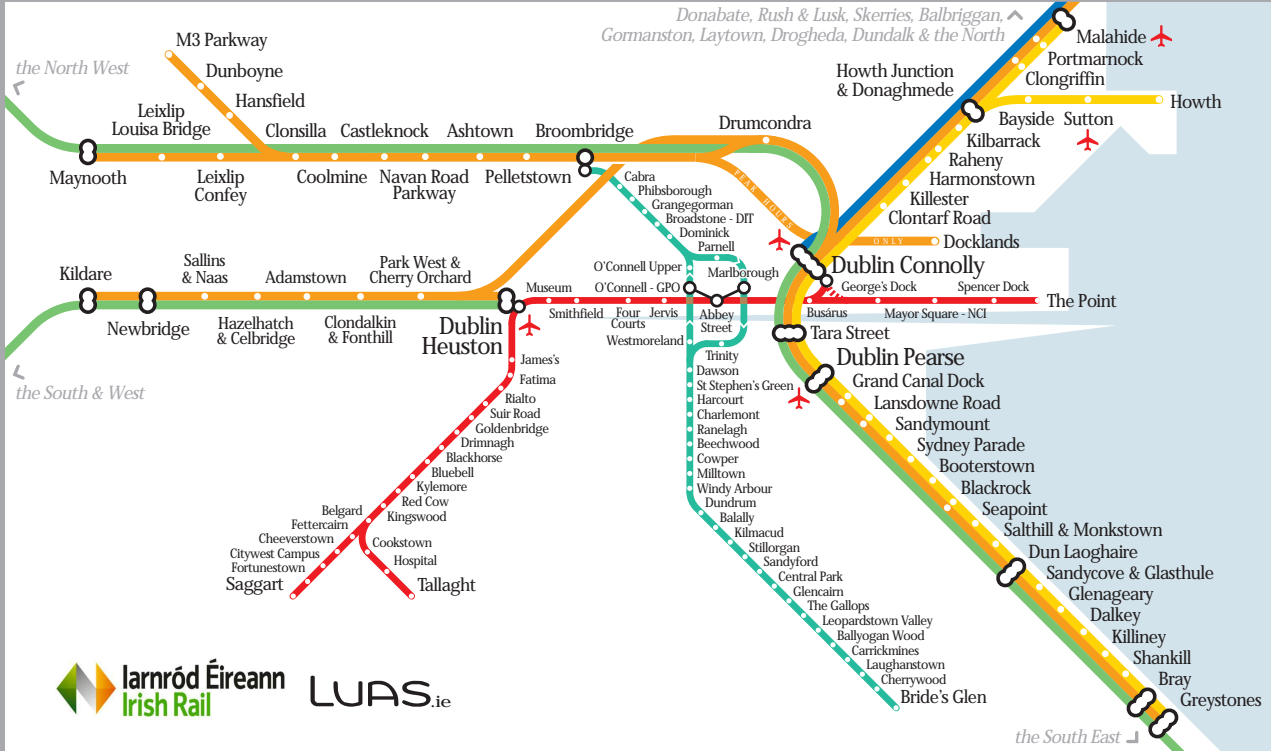 Donabate, Rush & Lusk, Skerries, Balbriggan,
Gormanston, Laytown, Drogheda, Dundalk & the North
M3 Parkway
Dunboyne
Hansfield
the North West
Leixlip
Louisa Bridge
Clonsilla
Castleknock
Ashtown
Broombridge
Drumcondra
Maynooth
Leixlip
Confey
Coolmine
Navan Road
Parkway
Pelletstown
Howth Junction
& Donaghmede
Malahide
Portmarnock
Clongriffin
Howth
Bayside
Sutton
Kilbarrack
Raheny
Harmonstown
Killester
Clontarf Road
PEAK HOURS
ONLY
Docklands
Dublin Connolly
Cabra
Phibsborough
Grangegorman
Broadstone - DIT
Dominick
Parnell
O'Connell Upper
Marlborough
O'Connell - GPO
Abbey
Street
Westmoreland
Trinity
Kildare
Sallins
& Naas
Adamstown
Park West &
Cherry Orchard
Newbridge
Hazelhatch
& Celbridge
Clondalkin
& Fonthill
Dublin
Heuston
the South & West
Museum
Smithfield
Four
Courts
Jervis
Busárus
George's Dock
Mayor Square - NCI
Spencer Dock
The Point
Tara Street
Dublin Pearse
Grand Canal Dock
Lansdowne Road
Sandymount
Sydney Parade
Booterstown
Blackrock
Seapoint
Salthill & Monkstown
Dun Laoghaire
Sandycove & Glasthule
Glenageary
Dalkey
Killiney
Shankill
Bray
Greystones
the South East
James's
Fatima
Rialto
Suir Road
Goldenbridge
Drimnagh
Blackhorse
Bluebell
Kylemore
Red Cow
Kingswood
Belgard
Fettercairn
Cheeverstown
Citywest Campus
Fortunestown
Saggart
Cookstown
Hospital
Tallaght
Dawson
St Stephen's Green
Harcourt
Charlemont
Ranelagh
Beechwood
Cowper
Milltown
Windy Arbour
Dundrum
Balally
Kilmacud
Stillorgan
Sandyford
Central Park
Glencairn
The Gallops
Leopardstown Valley
Ballyogan Wood
Carrickmines
Laughanstown
Cherrywood
Bride's Glen
Iarnród Éireann
Irish Rail
LUAS.ie